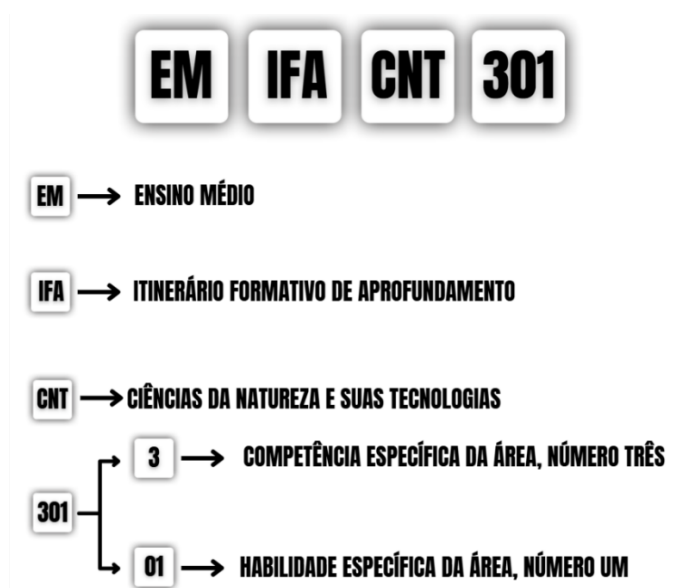 EM IFA CNT 301
EM → ENSINO MÉDIO
IFA → ITINERÁRIO FORMATIVO DE APROFUNDAMENTO
CNT → CIÊNCIAS DA NATUREZA E SUAS TECNOLOGIAS
3 → COMPETÊNCIA ESPECÍFICA DA ÁREA, NÚMERO TRÊS
301
01 → HABILIDADE ESPECÍFICA DA ÁREA, NÚMERO UM